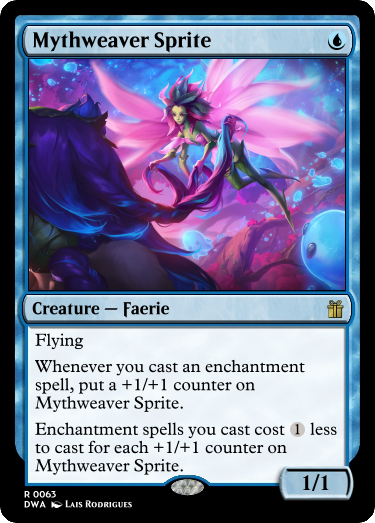 Mythweaver Sprite
Creature — Faerie
Flying
Whenever you cast an enchantment
spell, put a +1/+1 counter on
Mythweaver Sprite.
Enchantment spells you cast cost 1 less
to cast for each +1/+1 counter on
Mythweaver Sprite.
1/1
R 0063
DWA Lais Rodrigues